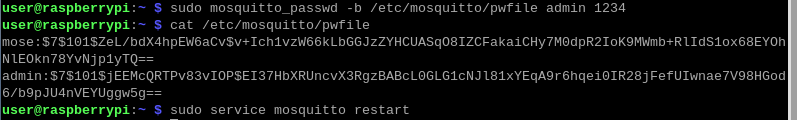 user@raspberrypi:~ $ sudo mosquitto_passwd -b /etc/mosquitto/pwfile admin 1234
user@raspberrypi:~ $ cat /etc/mosquitto/pwfile
mose:$7$101$ZeL/bdX4hpEW6aCv$v+Ich1vzW66kLbGGJzZYHCUASqO8IZCFakaiCHy7M0dpR2IoK9MWmb+RlIdS1ox68EYOh
NlEOkn78YvNjp1yTQ==
admin:$7$101$jEEMcQRTPv83vIOP$EI37HbXRUncvX3RgzBABcL0GLG1cNJl81xYEqA9r6hqei0IR28jFefUIwnae7V98HGod
6/b9pJU4nVEYUggw5g==
user@raspberrypi:~ $ sudo service mosquitto restart